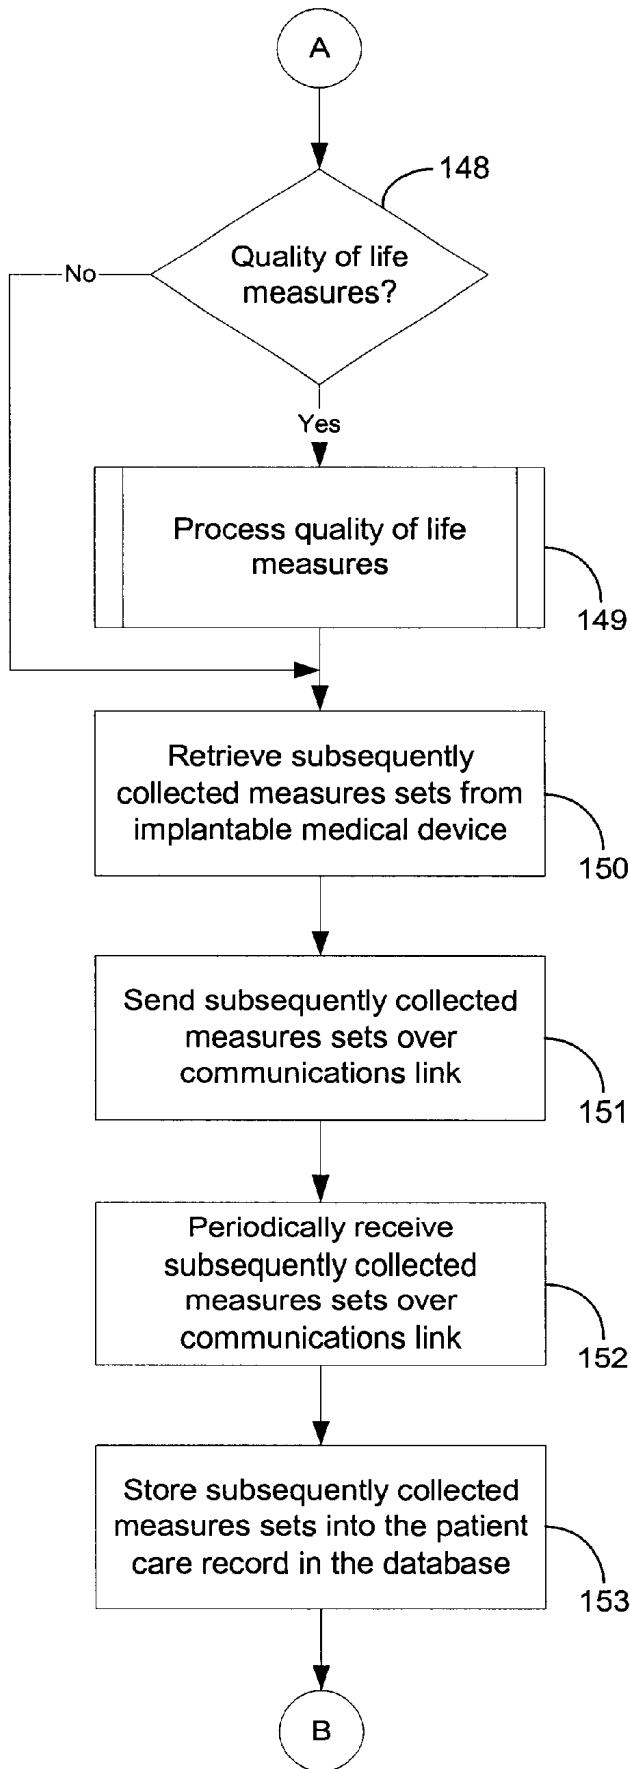 A
148
Quality of life
measures?
No
Yes
Process quality of life
measures
149
Retrieve subsequently
collected measures sets from
implantable medical device
150
Send subsequently collected
measures sets over
communications link
151
Periodically receive
subsequently collected
measures sets over
communications link
152
Store subsequently collected
measures sets into the patient
care record in the database
153
B